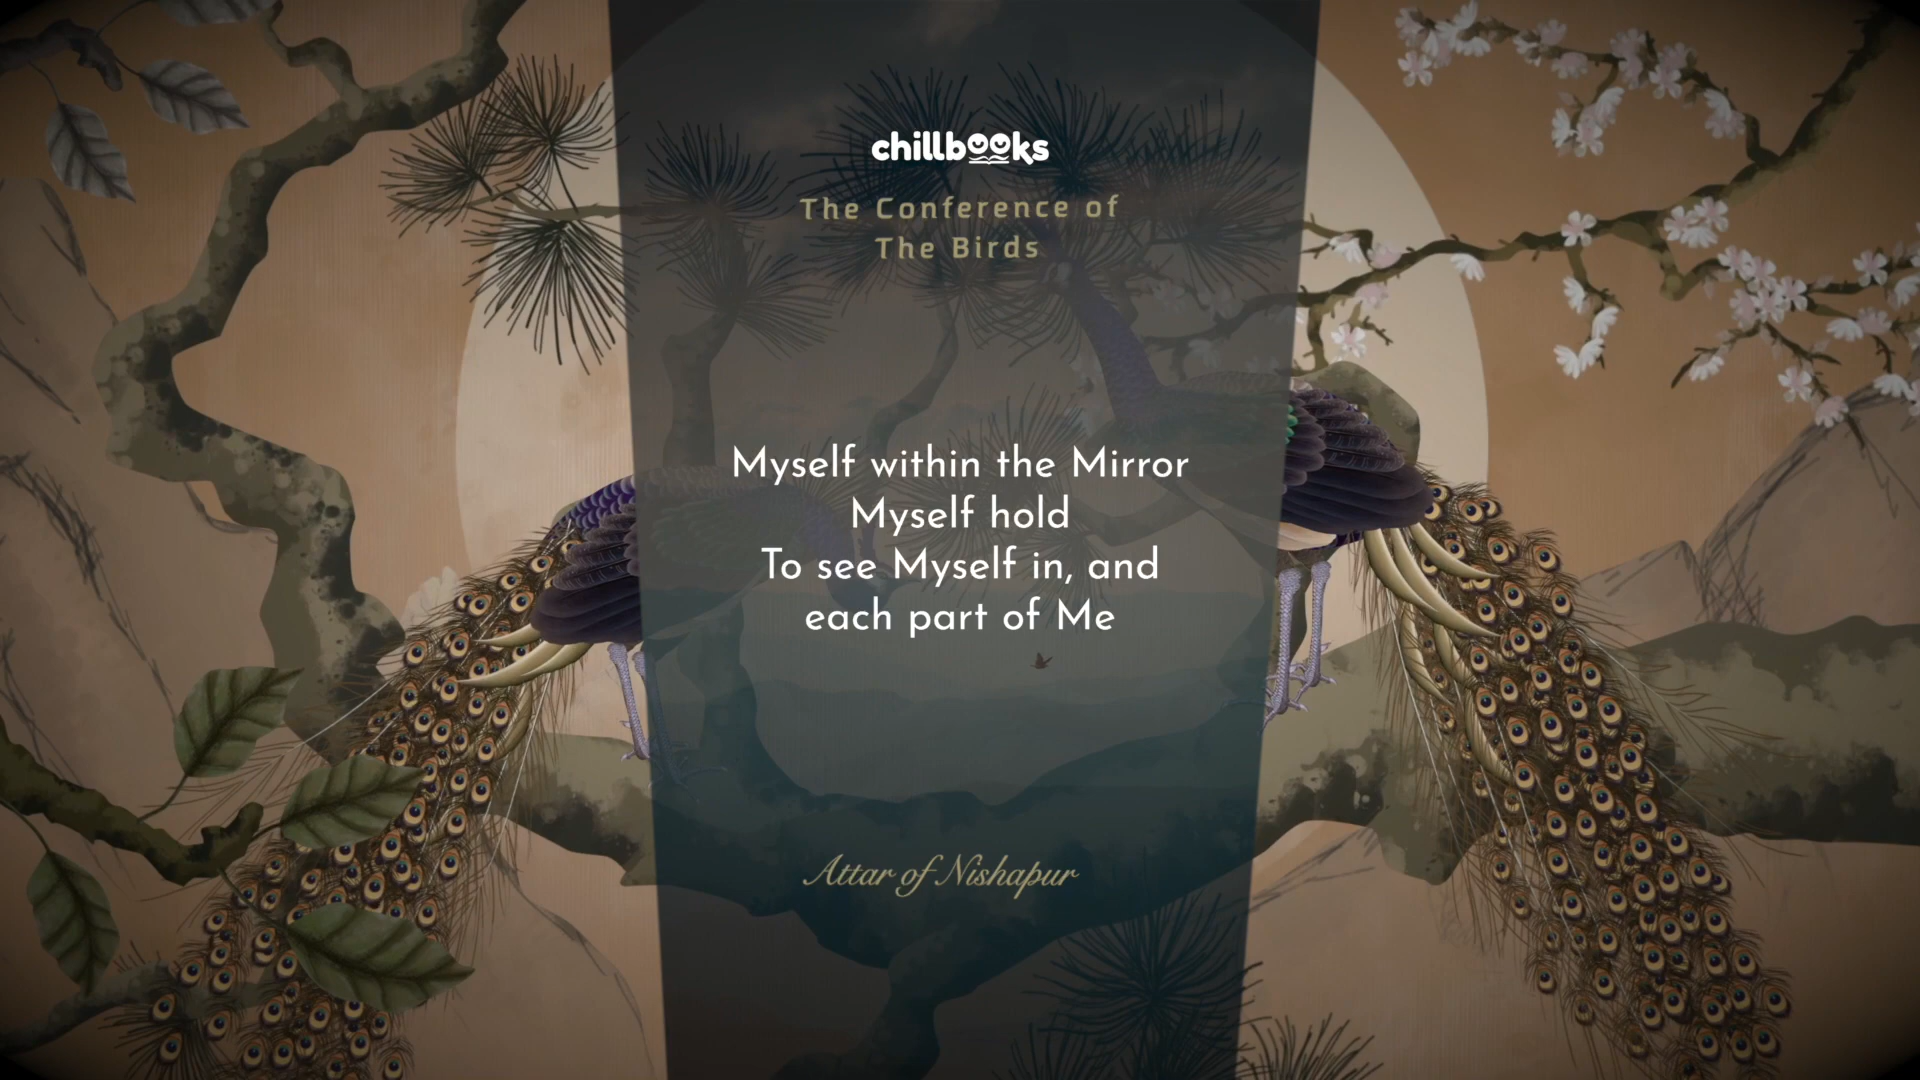 chillbooks
The Conference of
The Birds
Myself within the Mirror
Myself hold
To see Myself in, and
each part of Me
Attar of Nishapur